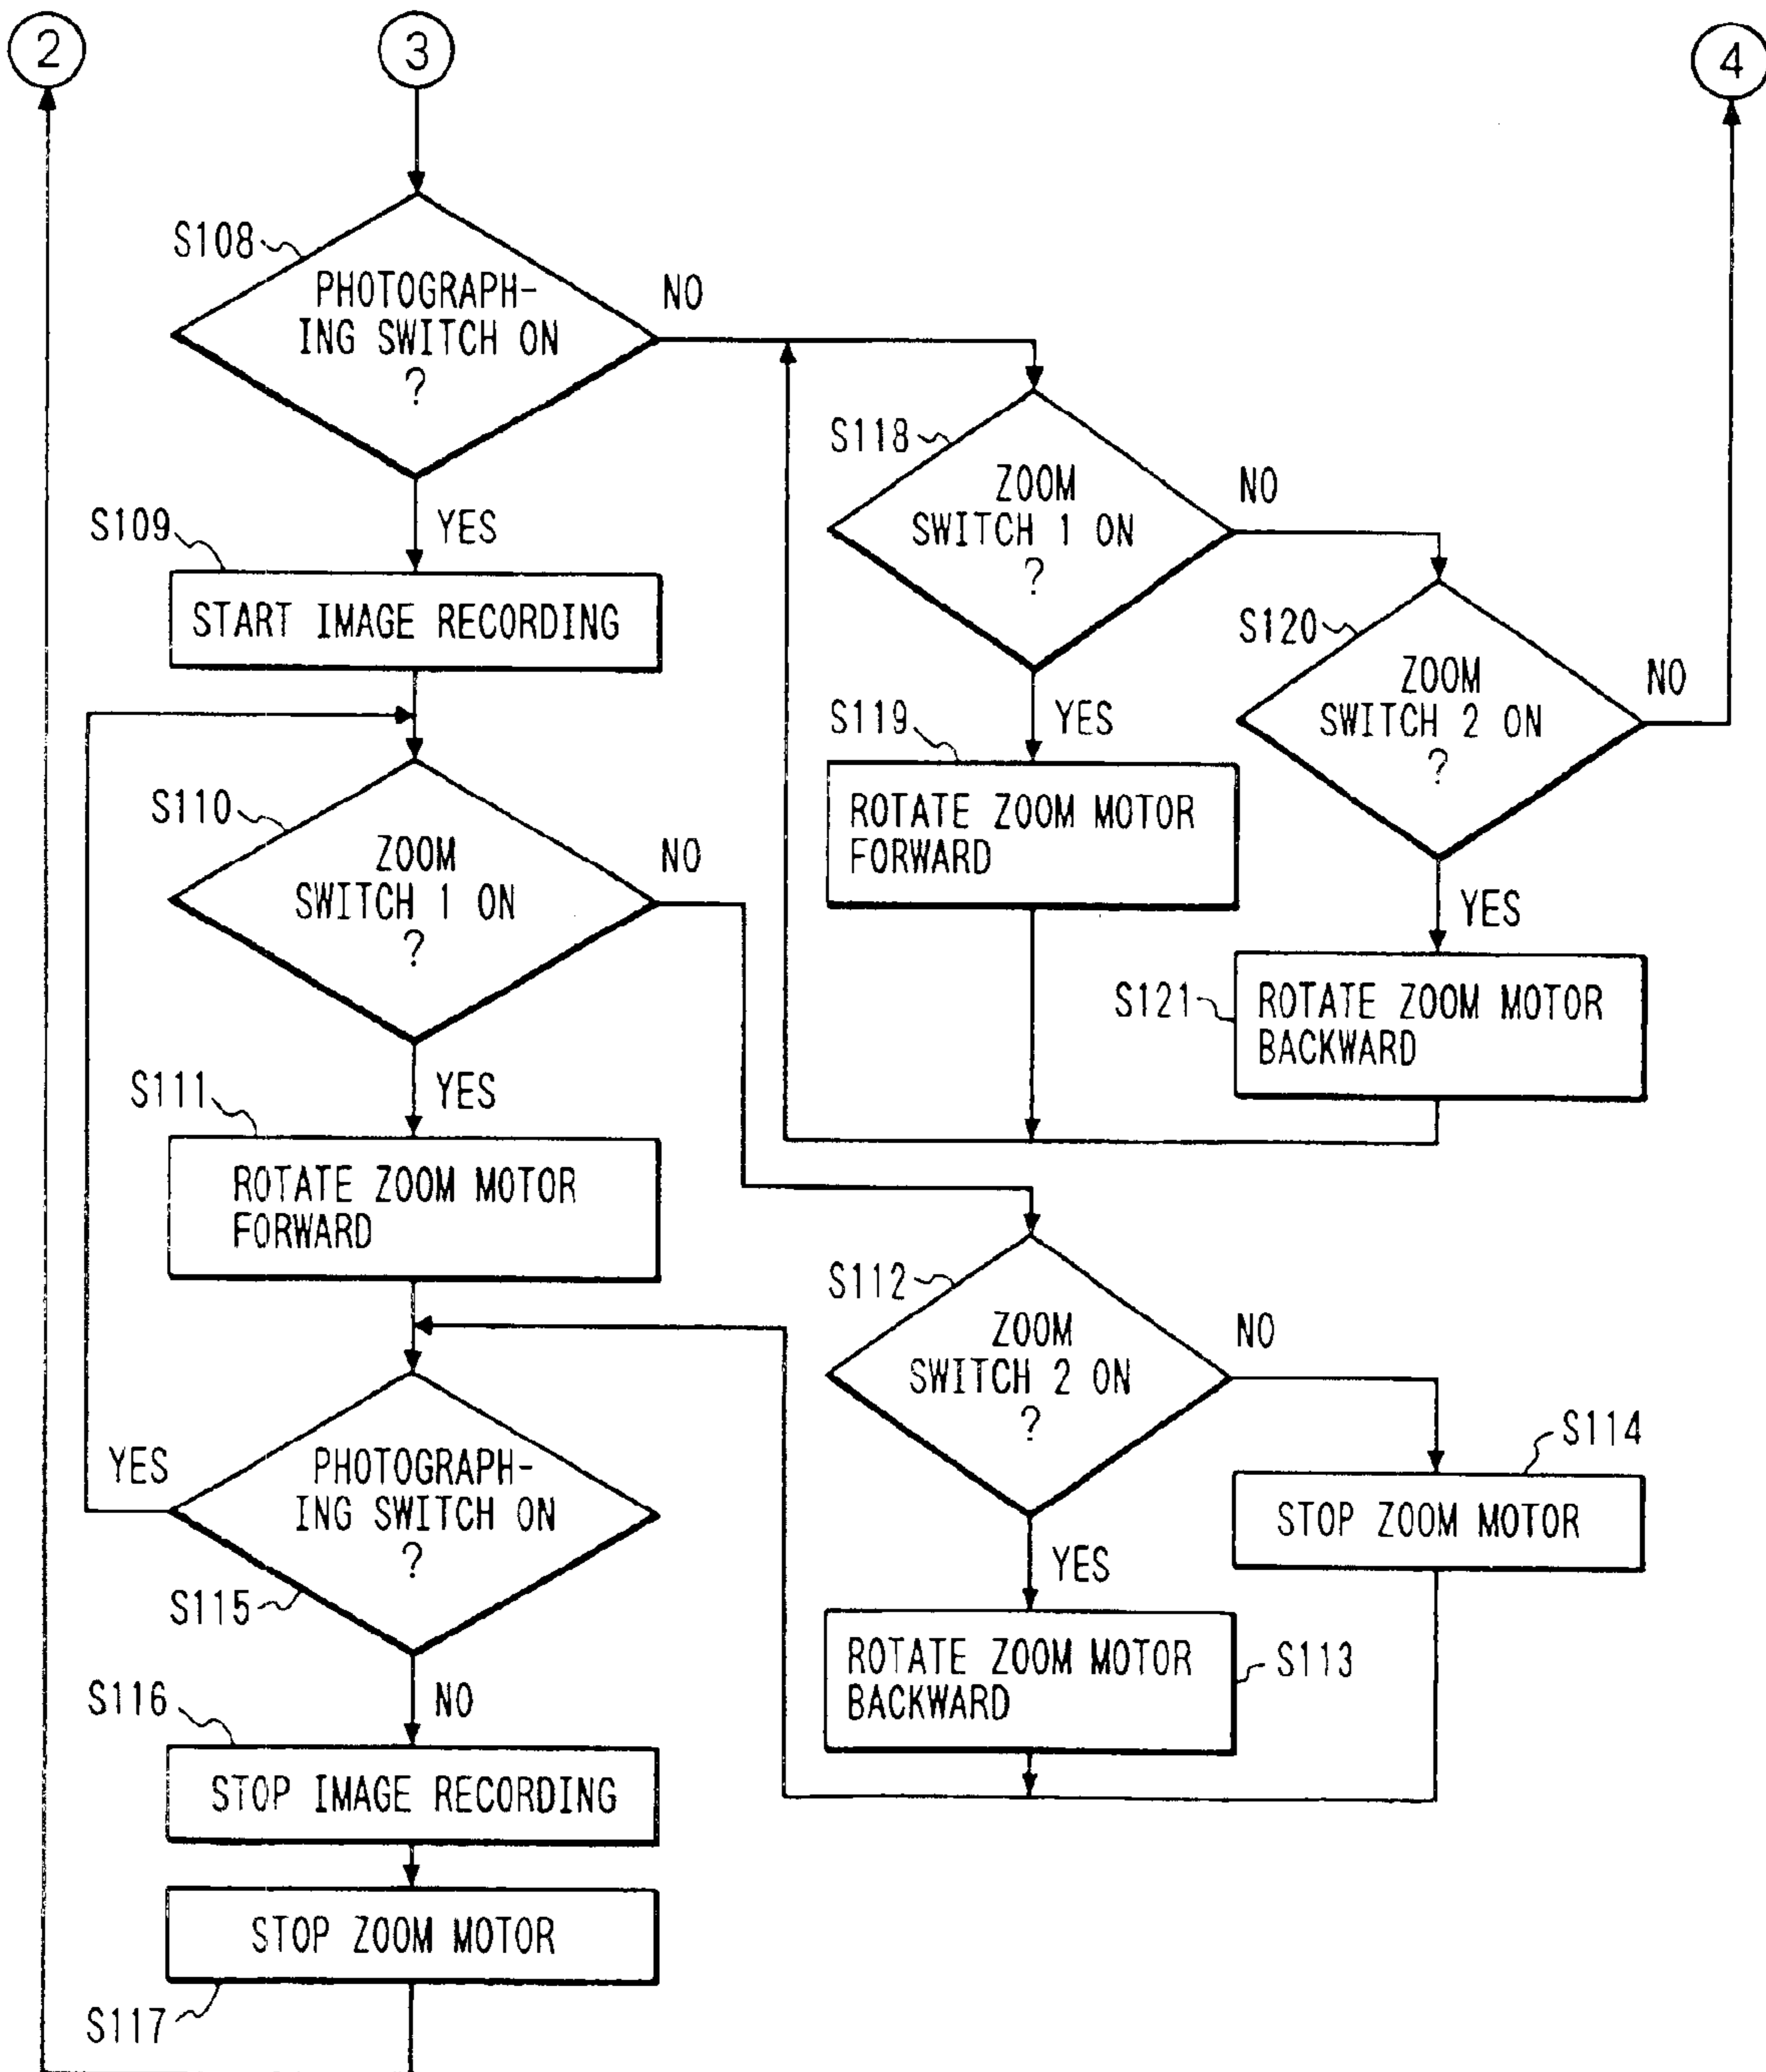 2
3
4
S108
PHOTOGRAPH-
ING SWITCH ON
?
NO
YES
S109
START IMAGE RECORDING
S118
ZOOM
SWITCH 1 ON
?
NO
YES
S119
ROTATE ZOOM MOTOR
FORWARD
S120
ZOOM
SWITCH 2 ON
?
NO
YES
S121
ROTATE ZOOM MOTOR
BACKWARD
S110
ZOOM
SWITCH 1 ON
?
NO
YES
S111
ROTATE ZOOM MOTOR
FORWARD
S112
ZOOM
SWITCH 2 ON
?
NO
YES
S114
STOP ZOOM MOTOR
S113
ROTATE ZOOM MOTOR
BACKWARD
YES
PHOTOGRAPH-
ING SWITCH ON
?
S115
NO
S116
STOP IMAGE RECORDING
STOP ZOOM MOTOR
S117